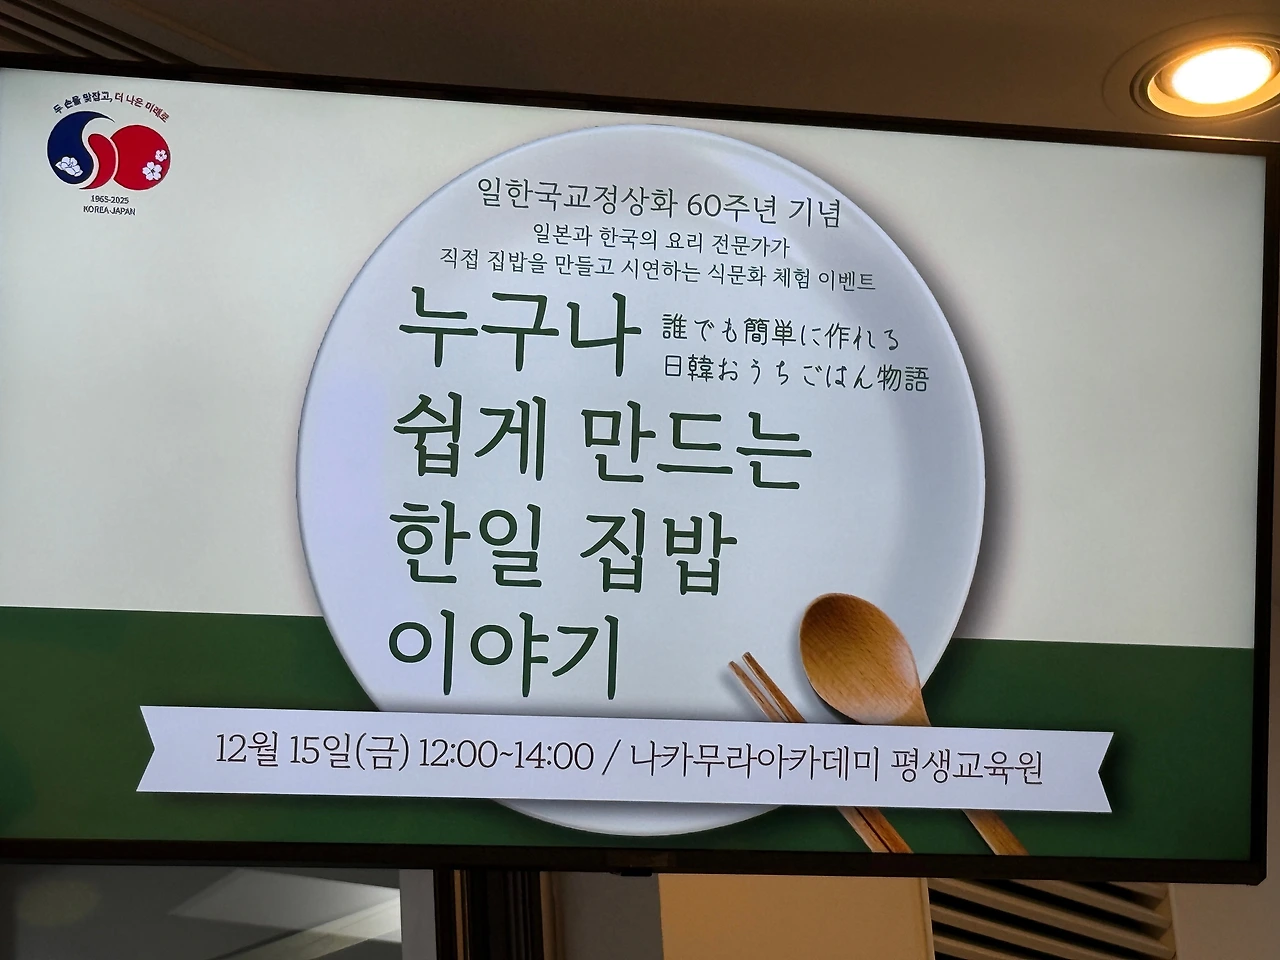 두 손을 맞잡고, 더 나은 미래로
1965-2025
KOREA·JAPAN
일한국교정상화 60주년 기념
일본과 한국의 요리 전문가가
직접 집밥을 만들고 시연하는 식문화 체험 이벤트
누구나
誰でも簡単に作れる
日韓おうちごはん物語
쉽게 만드는
한일 집밥
이야기
12월 15일(금) 12:00~14:00 / 나카무라아카데미 평생교육원